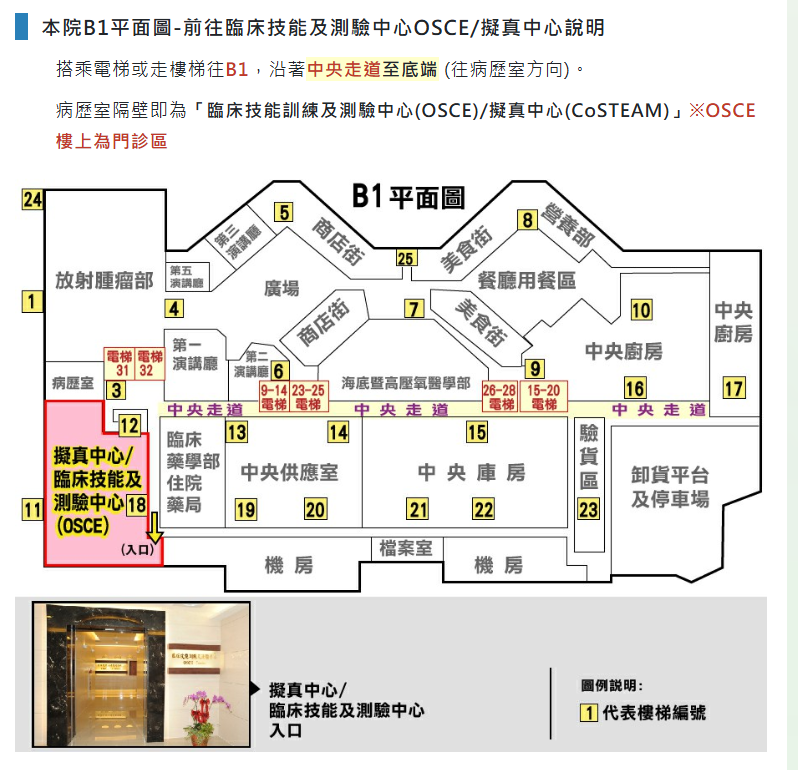 本院B1平面圖-前往臨床技能及測驗中心OSCE/擬真中心說明
搭乘電梯或走樓梯往B1，沿著中央走道至底端 (往病歷室方向)。
病歷室隔壁即為「臨床技能訓練及測驗中心(OSCE)/擬真中心(CoSTEAM)」※OSCE
樓上為門診區
B1平面圖
24
5
8
商店街
營養部
第三
演講廳
美食街
25
放射腫瘤部
第五
演講廳
廣場
餐廳用餐區
1
4
7
10
中央
廚房
商店街
美食街
第一
演講廳
中央廚房
電梯
31
電梯
32
第二
演講廳
6
9
病歷室
3
海底暨高壓氧醫學部
16
17
9-14
電梯
23-25
電梯
26-28
電梯
15-20
電梯
中央走道
中央走道
中央走道
12
13
14
15
驗
貨
區
臨床
藥學部
住院
藥局
擬真中心/
臨床技能及
測驗中心
(OSCE)
中央供應室
中央庫房
卸貨平台
及停車場
11
18
19
20
21
22
23
(入口)
檔案室
機房
機房
擬真中心/
臨床技能及測驗中心
入口
圖例說明:
1 代表樓梯編號